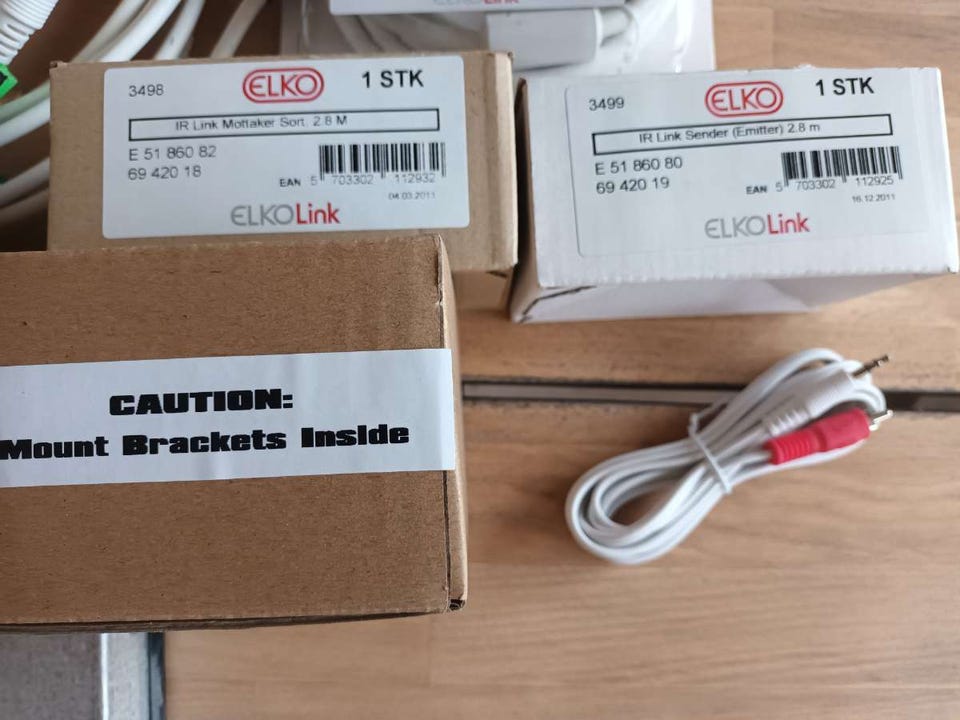 ELKOLink
3498
ELKO
1 STK
IR Link Mottaker Sort, 2.8 M
E 51 860 82
69 420 18
EAN 5 703302 112932
04.03.2011
ELKOLink
3499
ELKO
1 STK
IR Link Sender (Emitter) 2.8 m
E 51 860 80
69 420 19
EAN 5 703302 112925
16.12.2011
ELKOLink
CAUTION:
Mount Brackets Inside